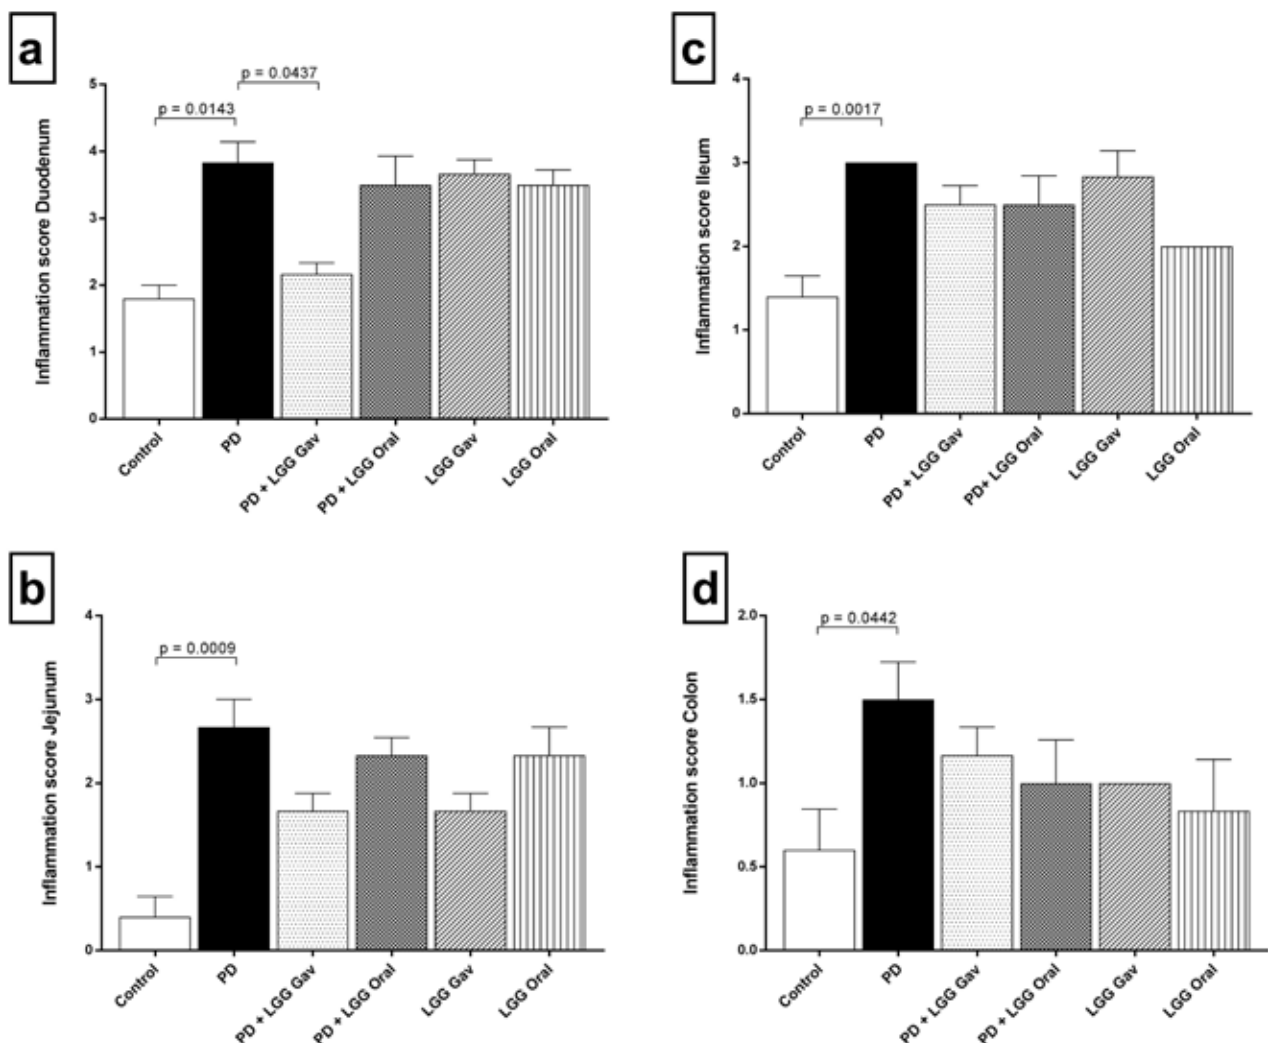 a
p = 0.0437
p = 0.0143
Inflammation score Duodenum
5
4
3
2
1
0
Control
PD
PD + LGG Gav
PD + LGG Oral
LGG Gav
LGG Oral
c
p = 0.0017
Inflammation score Ileum
4
3
2
1
0
Control
PD
PD + LGG Gav
PD+ LGG Oral
LGG Gav
LGG Oral
b
p = 0.0009
Inflammation score Jejunum
4
3
2
1
0
Control
PD
PD + LGG Gav
PD + LGG Oral
LGG Gav
LGG Oral
d
p = 0.0442
Inflammation score Colon
2.0
1.5
1.0
0.5
0.0
Control
PD
PD + LGG Gav
PD + LGG Oral
LGG Gav
LGG Oral